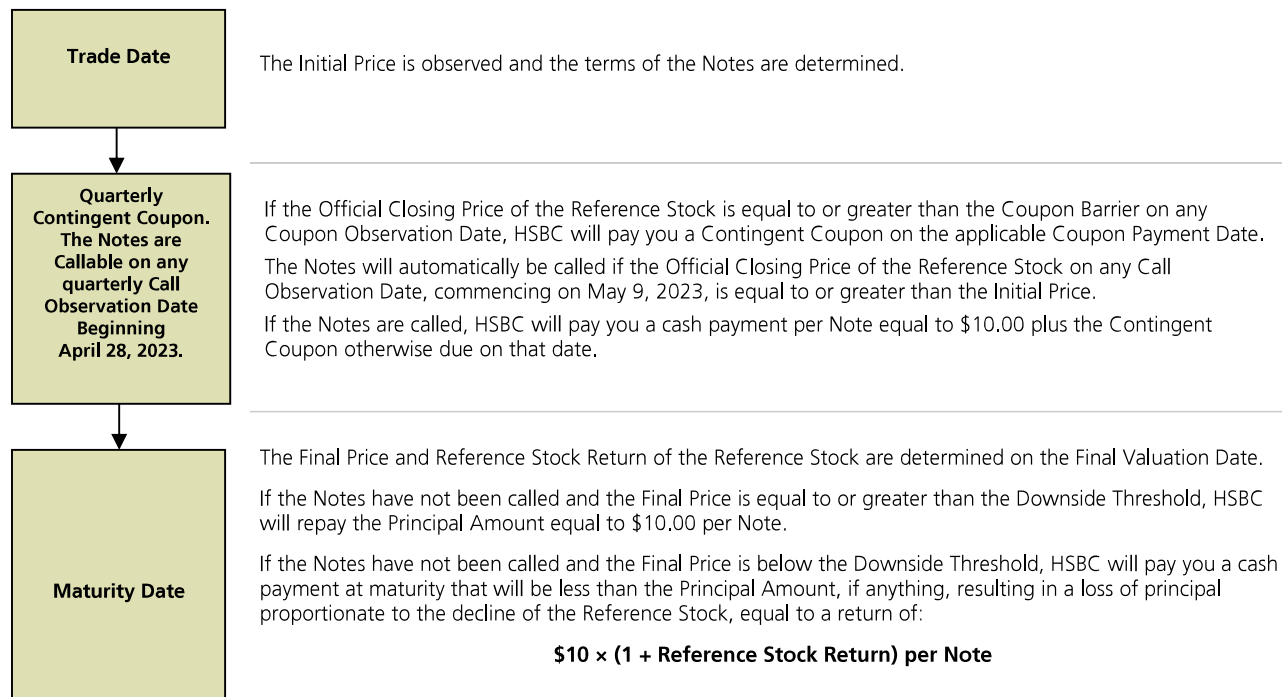 Trade Date
The Initial Price is observed and the terms of the Notes are determined.
Quarterly
Contingent Coupon.
The Notes are
Callable on any
quarterly Call
Observation Date
Beginning
April 28, 2023.
If the Official Closing Price of the Reference Stock is equal to or greater than the Coupon Barrier on any
Coupon Observation Date, HSBC will pay you a Contingent Coupon on the applicable Coupon Payment Date.
The Notes will automatically be called if the Official Closing Price of the Reference Stock on any Call
Observation Date, commencing on May 9, 2023, is equal to or greater than the Initial Price.
If the Notes are called, HSBC will pay you a cash payment per Note equal to $10.00 plus the Contingent
Coupon otherwise due on that date.
Maturity Date
The Final Price and Reference Stock Return of the Reference Stock are determined on the Final Valuation Date.
If the Notes have not been called and the Final Price is equal to or greater than the Downside Threshold, HSBC
will repay the Principal Amount equal to $10.00 per Note.
If the Notes have not been called and the Final Price is below the Downside Threshold, HSBC will pay you a cash
payment at maturity that will be less than the Principal Amount, if anything, resulting in a loss of principal
proportionate to the decline of the Reference Stock, equal to a return of:
$10 × (1 + Reference Stock Return) per Note